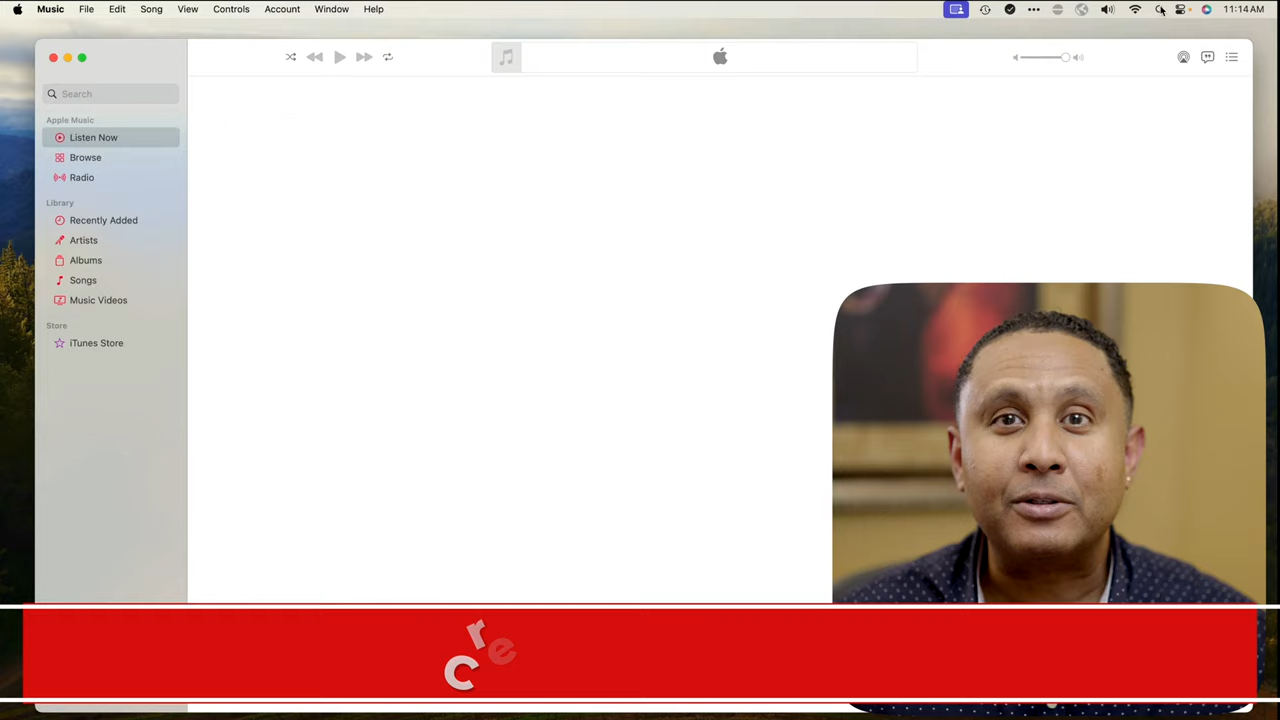 Music File Edit Song View Controls Account Window Help 11:14 AM
Search
Apple Music
Listen Now
Browse
Radio
Library
Recently Added
Artists
Albums
Songs
Music Videos
Store
iTunes Store
cre